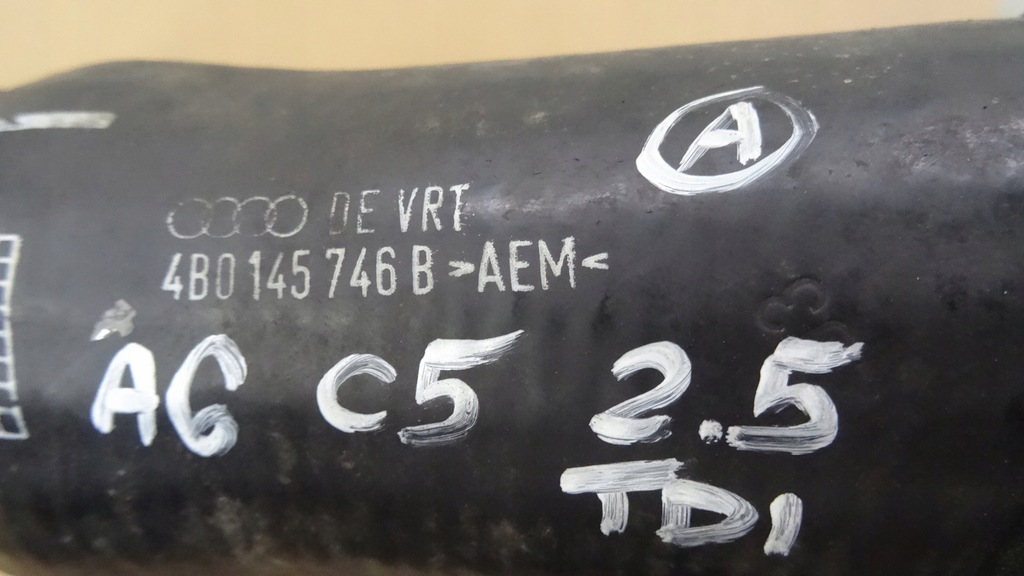 A
DE VRT
4B0 145 746 B >AEM<
A6 C5 2.5
TDI